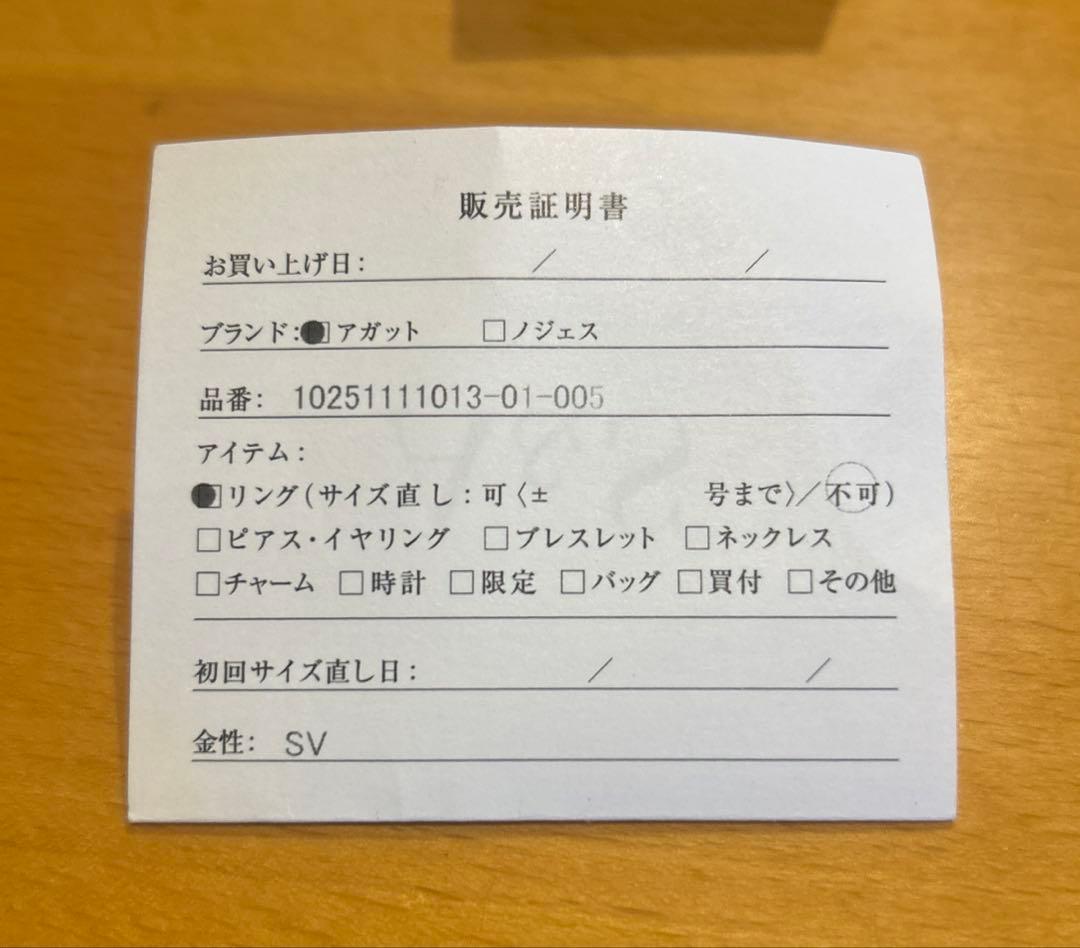 販売証明書
お買い上げ日: / /
ブランド:■アガット □ノジェス
品番: 10251111013-01-005
アイテム:
■リング(サイズ直し:可〈± 号まで〉/不可)
□ピアス・イヤリング □ブレスレット □ネックレス
□チャーム □時計 □限定 □バッグ □買付 □その他
初回サイズ直し日: / /
金性: SV